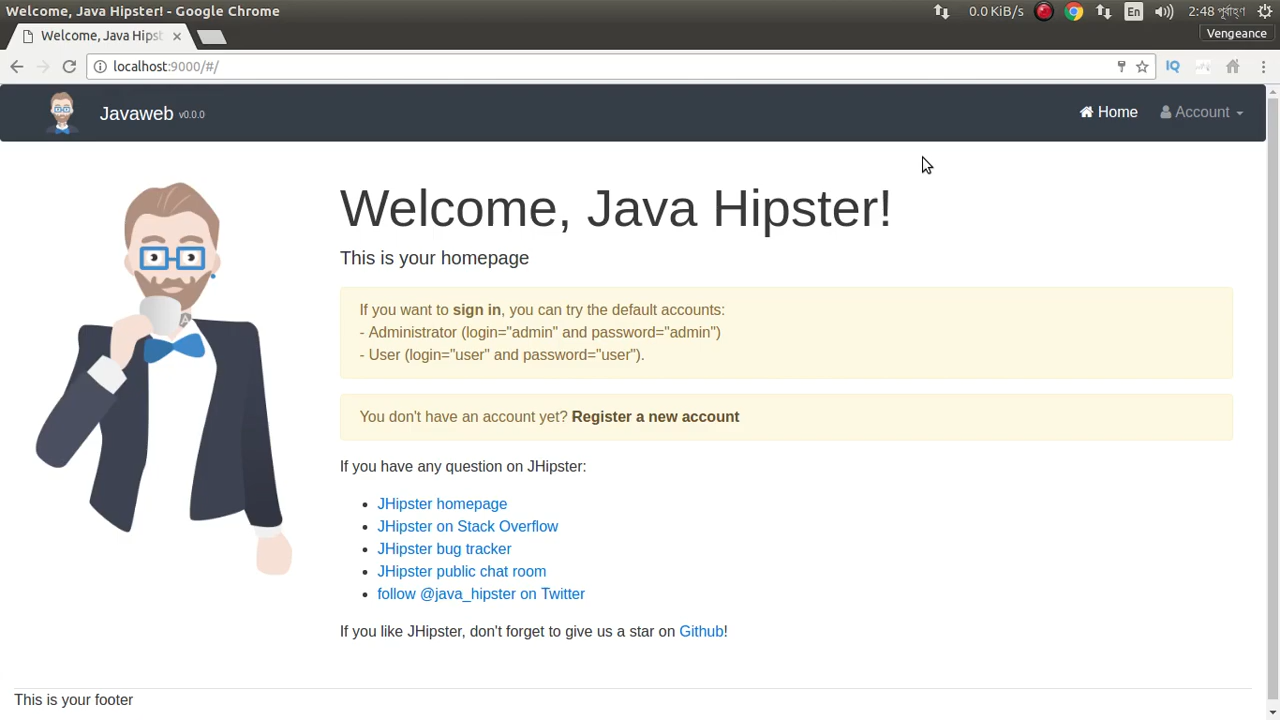 Welcome, Java Hipster! - Google Chrome
0.0 KiB/s
En
2:48 পূর্বাহ্ণ
Welcome, Java Hipst
Vengeance
localhost:9000/#/
IQ
Javaweb v0.0.0
Home
Account
Welcome, Java Hipster!
This is your homepage
If you want to sign in, you can try the default accounts:
- Administrator (login="admin" and password="admin")
- User (login="user" and password="user").
You don't have an account yet? Register a new account
If you have any question on JHipster:
JHipster homepage
JHipster on Stack Overflow
JHipster bug tracker
JHipster public chat room
follow @java_hipster on Twitter
If you like JHipster, don't forget to give us a star on Github!
This is your footer